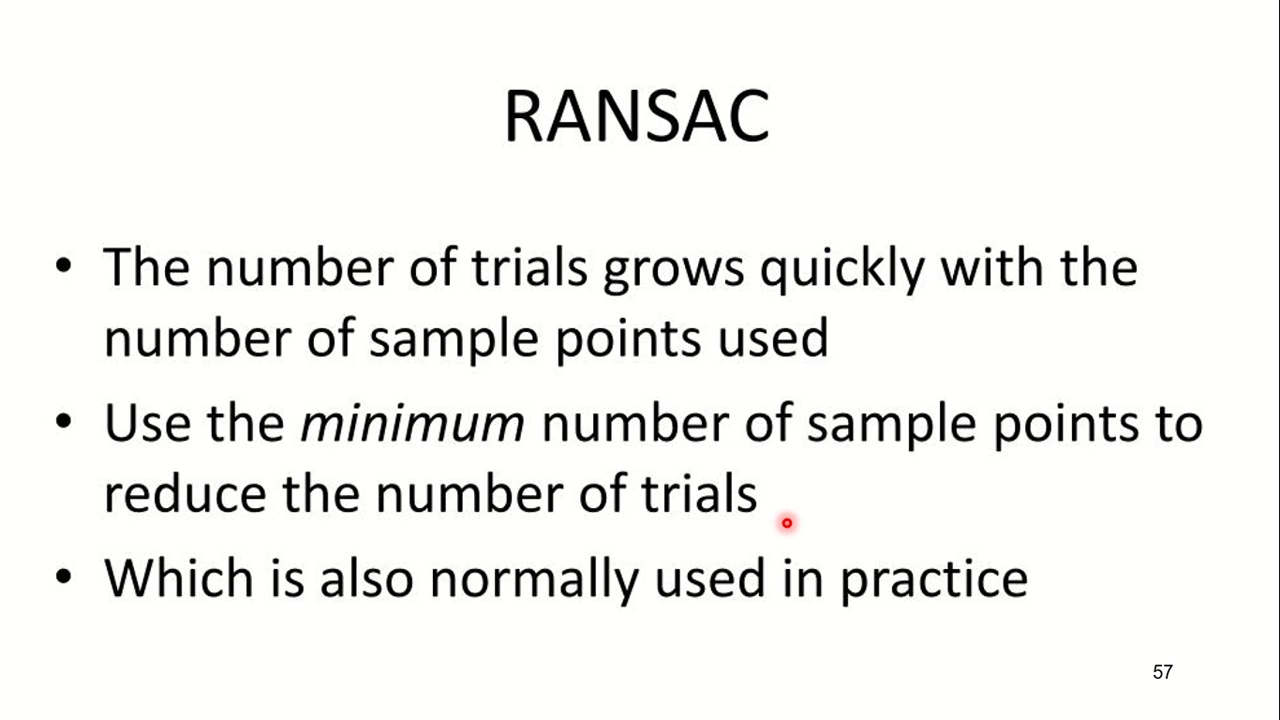 RANSAC
• The number of trials grows quickly with the
number of sample points used
• Use the minimum number of sample points to
reduce the number of trials
• Which is also normally used in practice
57